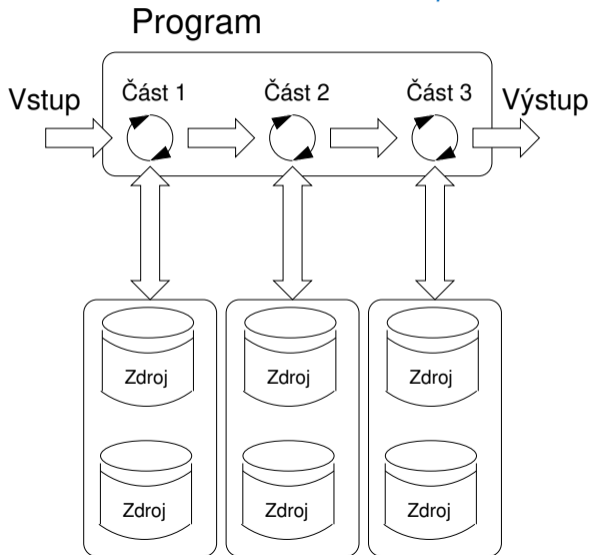 Program
Vstup
Část 1
Část 2
Část 3
Výstup
Zdroj
Zdroj
Zdroj
Zdroj
Zdroj
Zdroj